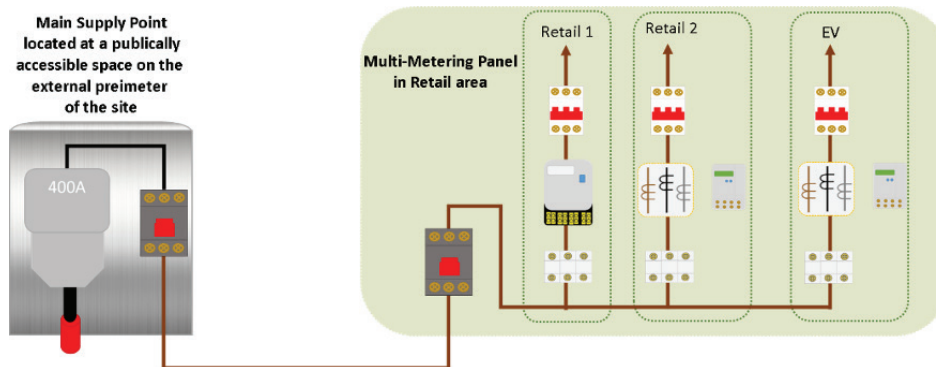 Main Supply Point
located at a publically
accessible space on the
external preimeter
of the site
400A
Multi-Metering Panel
in Retail area
Retail 1
Retail 2
EV